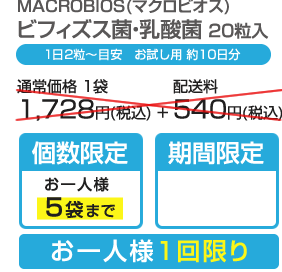 MACROBIOS(マクロビオス)
ビフィズス菌・乳酸菌 20粒入
1日2粒〜目安　お試し用 約10日分
通常価格 1袋　配送料
1,728円(税込) + 540円(税込)
個数限定
お一人様
5袋まで
期間限定
お一人様1回限り